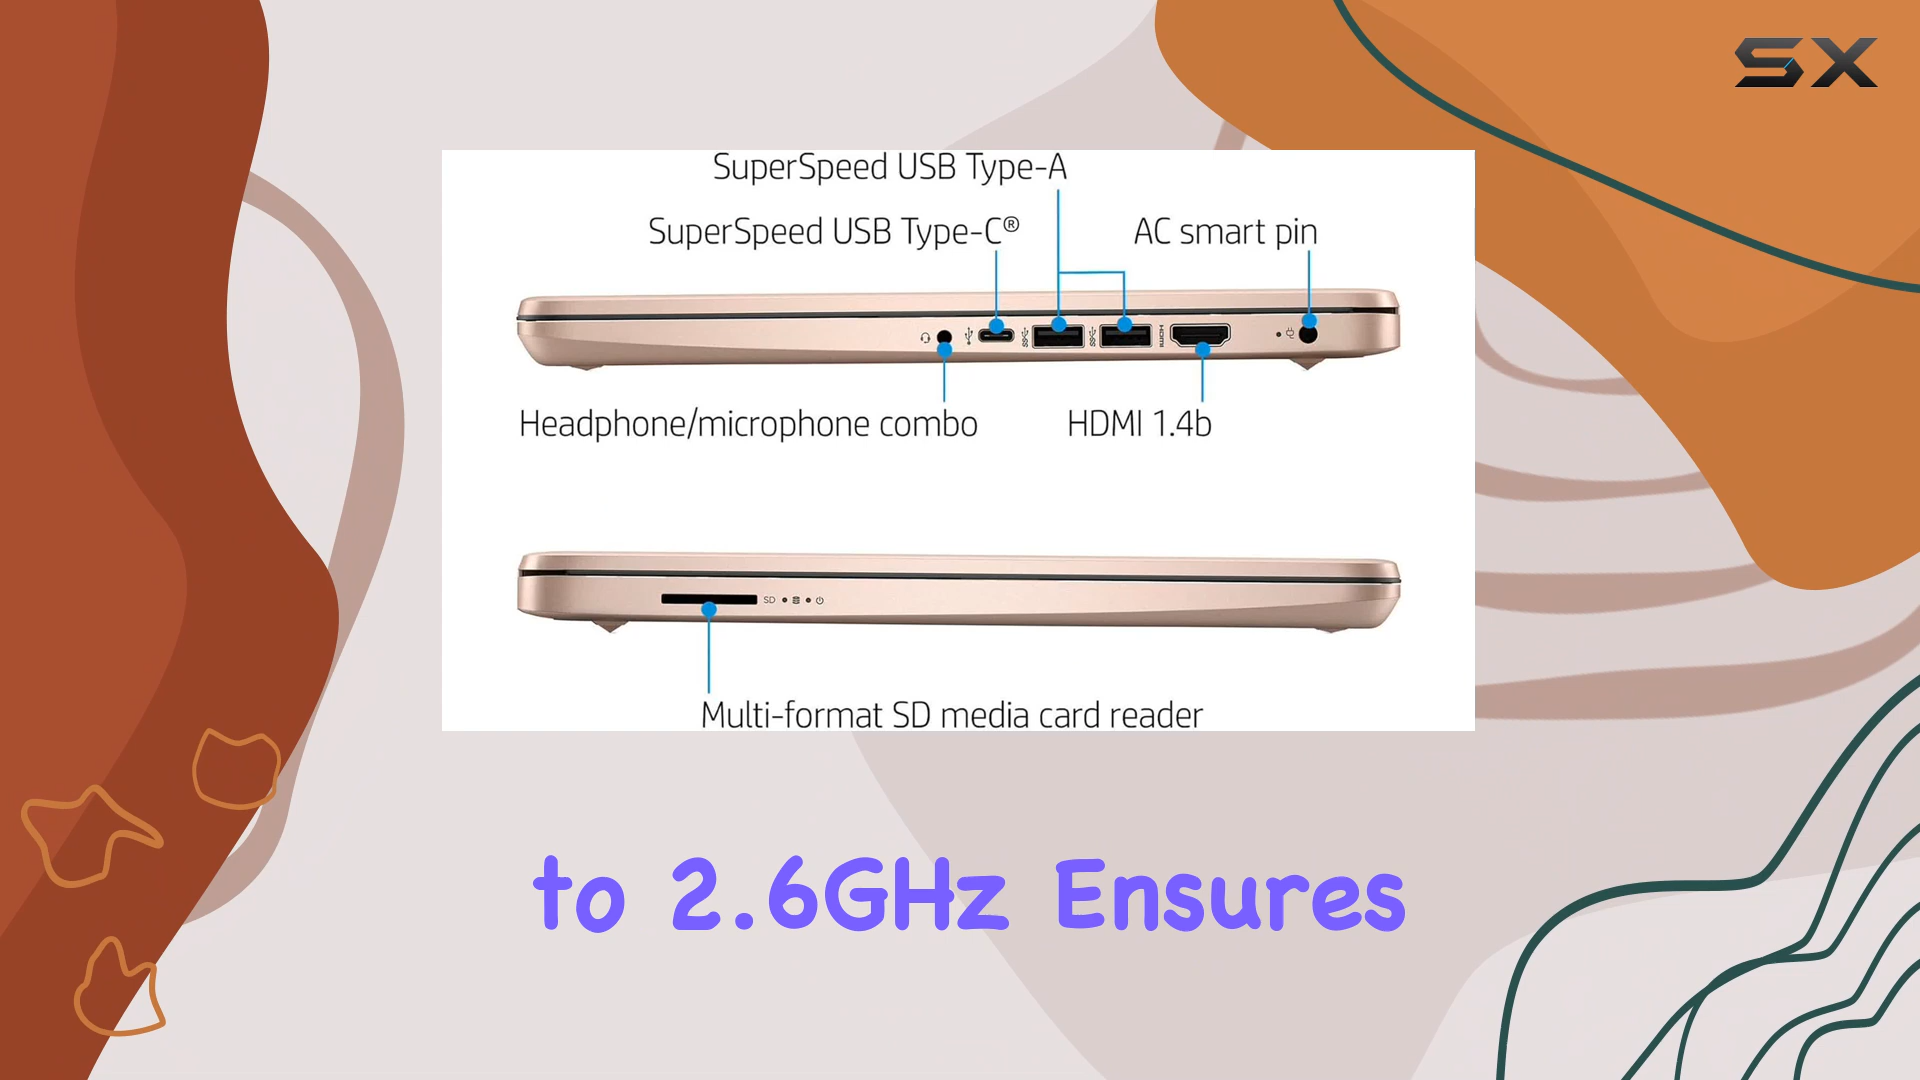 SX
SuperSpeed USB Type-A
SuperSpeed USB Type-C®
AC smart pin
Headphone/microphone combo
HDMI 1.4b
SD
Multi-format SD media card reader
to 2.6GHz Ensures